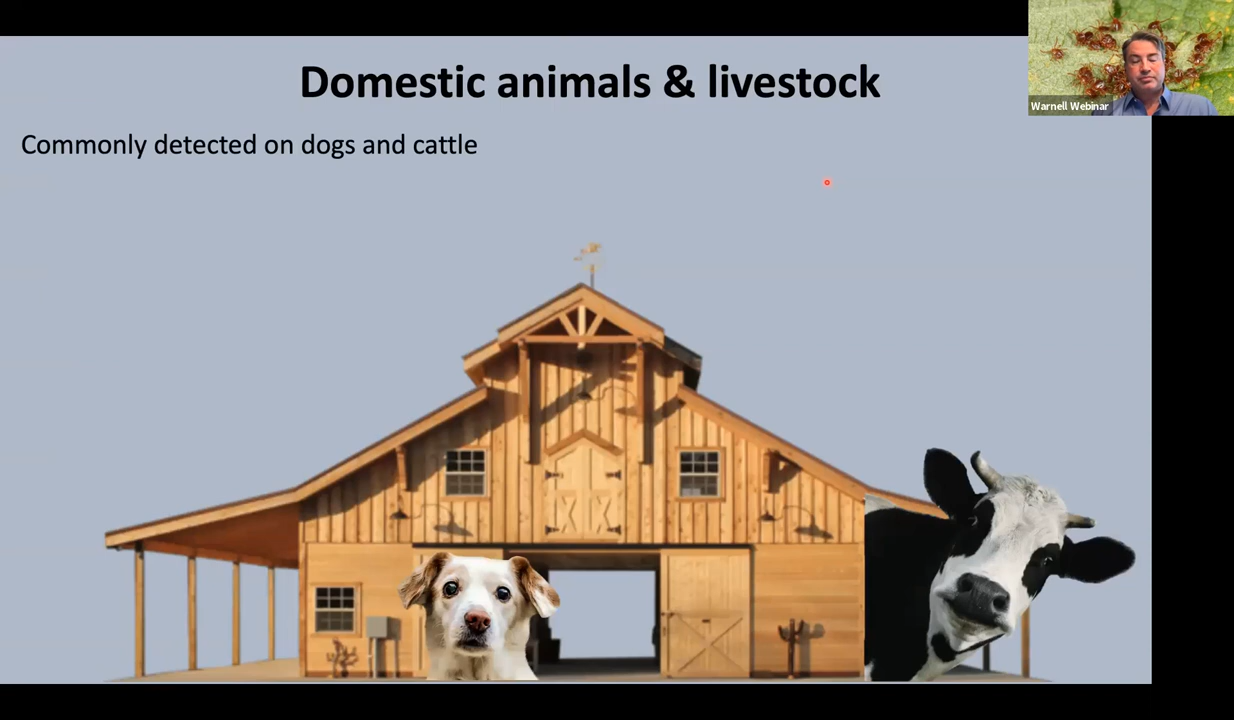 Domestic animals & livestock
Warnell Webinar
Commonly detected on dogs and cattle